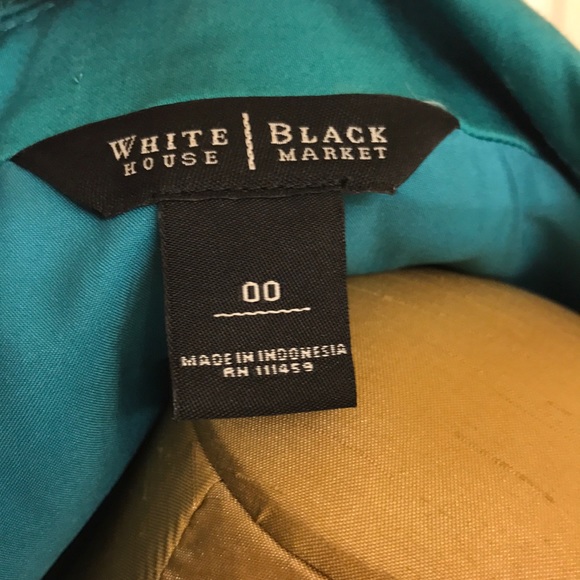 WHITE | BLACK
HOUSE | MARKET
00
MADE IN INDONESIA
RN 111459